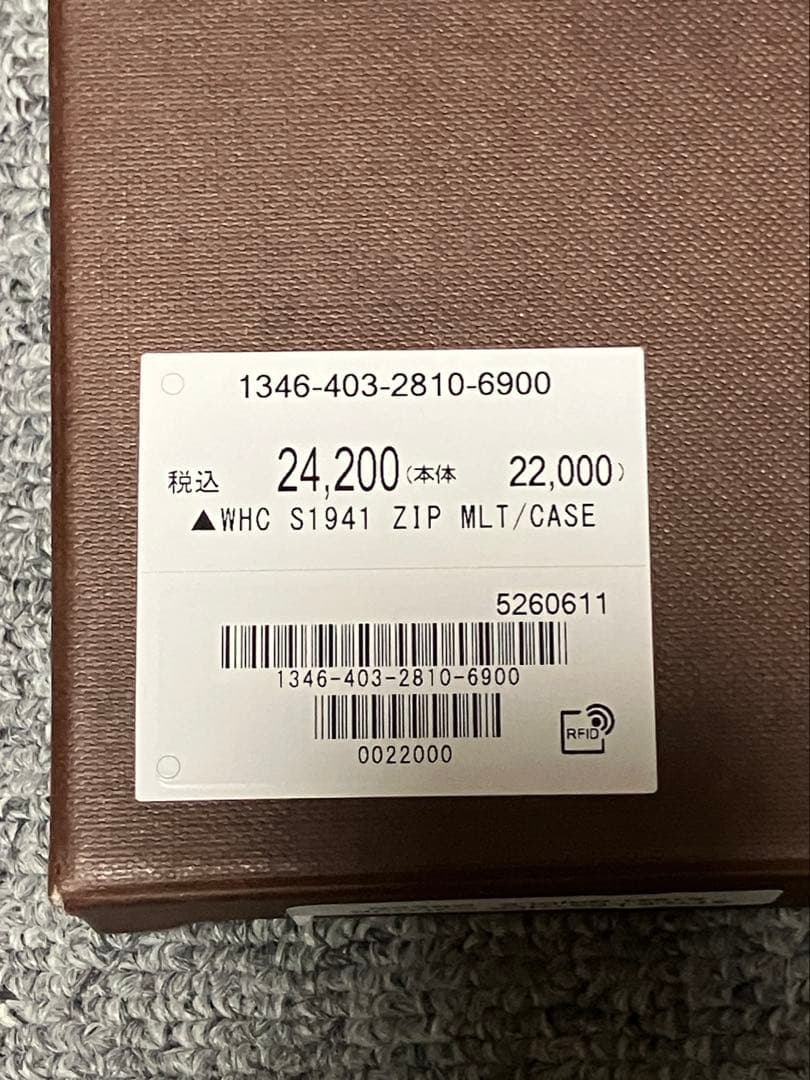 1346-403-2810-6900
税込 24,200(本体 22,000)
▲WHC S1941 ZIP MLT/CASE
5260611
1346-403-2810-6900
0022000
RFID